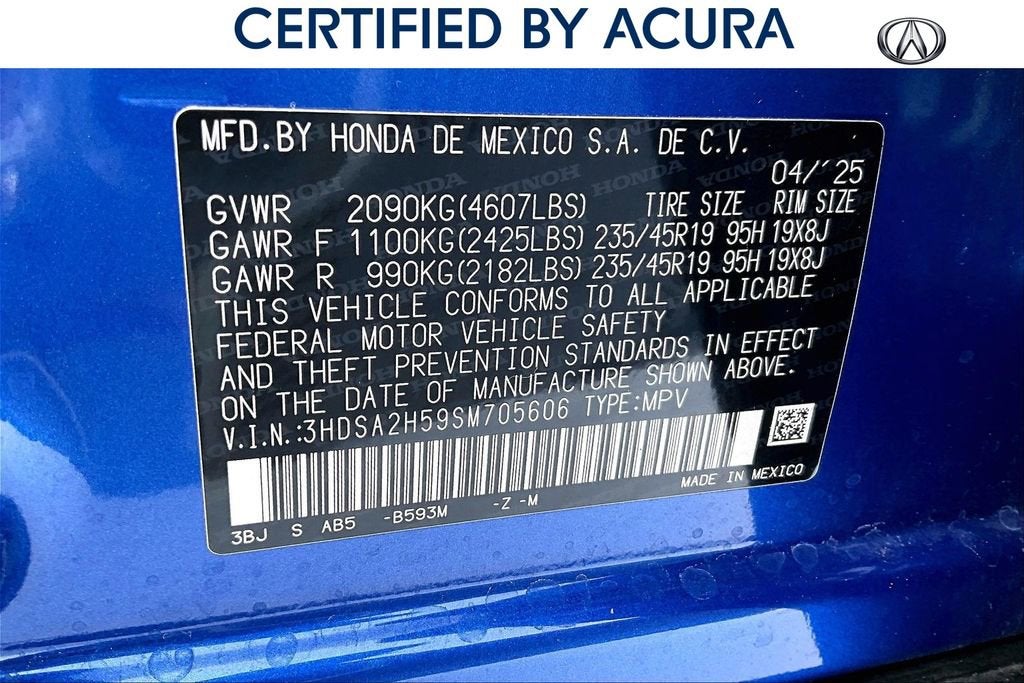 CERTIFIED BY ACURA
MFD.BY HONDA DE MEXICO S.A. DE C.V.
04/'25
GVWR 2090KG(4607LBS) TIRE SIZE RIM SIZE
GAWR F 1100KG(2425LBS) 235/45R19 95H 19X8J
GAWR R 990KG(2182LBS) 235/45R19 95H 19X8J
THIS VEHICLE CONFORMS TO ALL APPLICABLE
FEDERAL MOTOR VEHICLE SAFETY
AND THEFT PREVENTION STANDARDS IN EFFECT
ON THE DATE OF MANUFACTURE SHOWN ABOVE.
V.I.N.:3HDSA2H59SM705606 TYPE:MPV
MADE IN MEXICO
3BJ S AB5 -B593M -Z -M